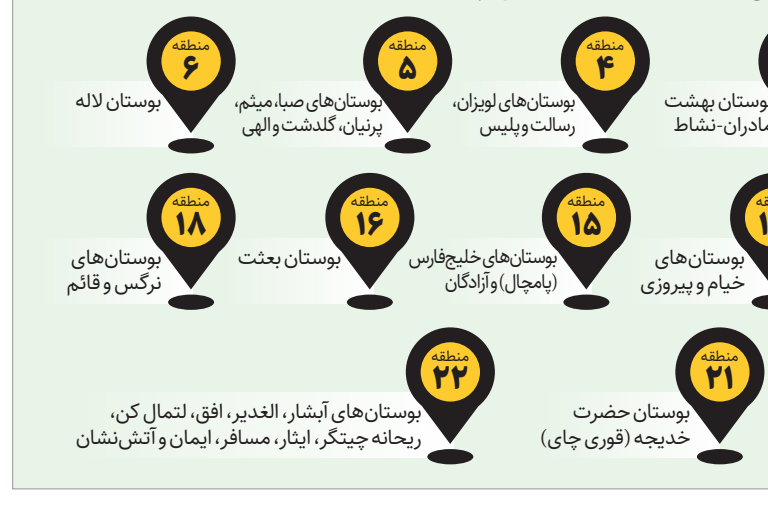 بوستان بهشت
مادران-نشاط
منطقه
۴
بوستان‌های لویزان،
رسالت و پلیس
منطقه
۵
بوستان‌های صبا، میثم،
پرنیان، گلدشت و الهی
منطقه
۶
بوستان لاله
بوستان‌های
خیام و پیروزی
منطقه
۱۵
بوستان‌های خلیج‌فارس
(پامچال) و آزادگان
منطقه
۱۶
بوستان بعثت
منطقه
۱۸
بوستان‌های
نرگس و قائم
منطقه
۲۱
بوستان حضرت
خدیجه (قوری چای)
منطقه
۲۲
بوستان‌های آبشار، الغدیر، افق، لتمال کن،
ریحانه چیتگر، ایثار، مسافر، ایمان و آتش‌نشان